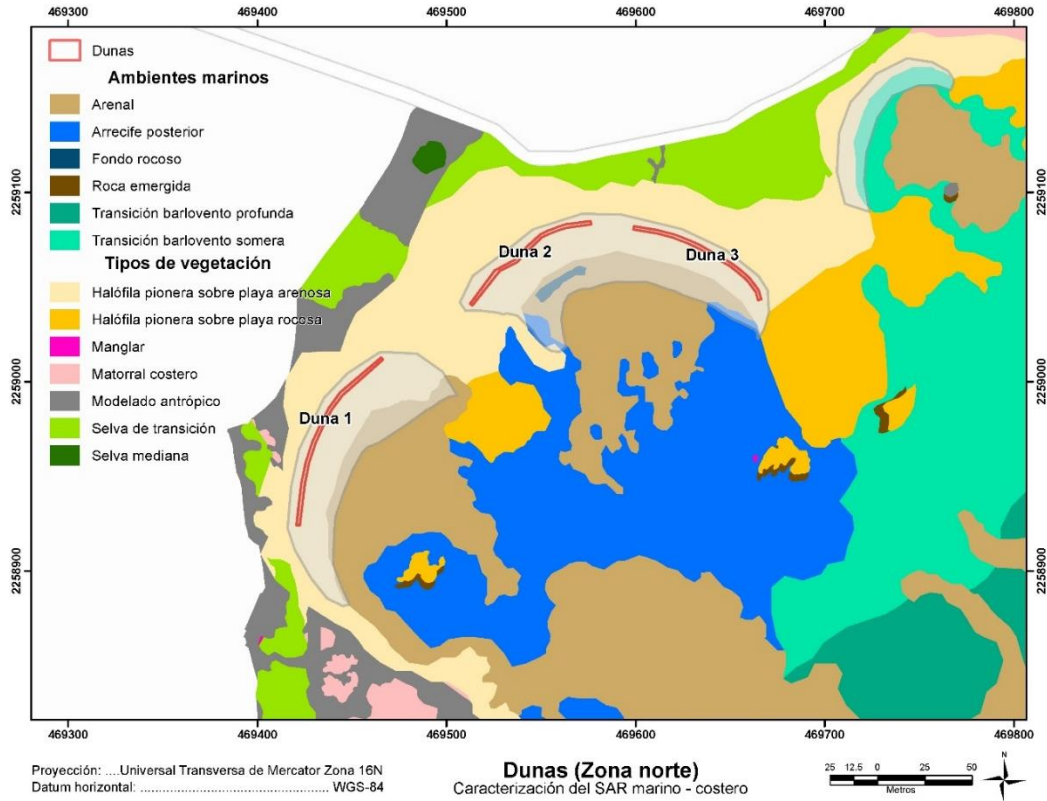 469300 469400 469500 469600 469700 469800
Dunas
Ambientes marinos
Arenal
Arrecife posterior
Fondo rocoso
Roca emergida
Transición barlovento profunda
Transición barlovento somera
Tipos de vegetación
Halófila pionera sobre playa arenosa
Halófila pionera sobre playa rocosa
Manglar
Matorral costero
Modelado antrópico
Selva de transición
Selva mediana
Duna 1
Duna 2
Duna 3
2259100
2259000
2258900
2259100
2259000
2258900
469300 469400 469500 469600 469700 469800
Proyección: ....Universal Transversa de Mercator Zona 16N
Datum horizontal: ................................................ WGS-84
Dunas (Zona norte)
Caracterización del SAR marino - costero
25 12.5 0 25 50
Metros
N